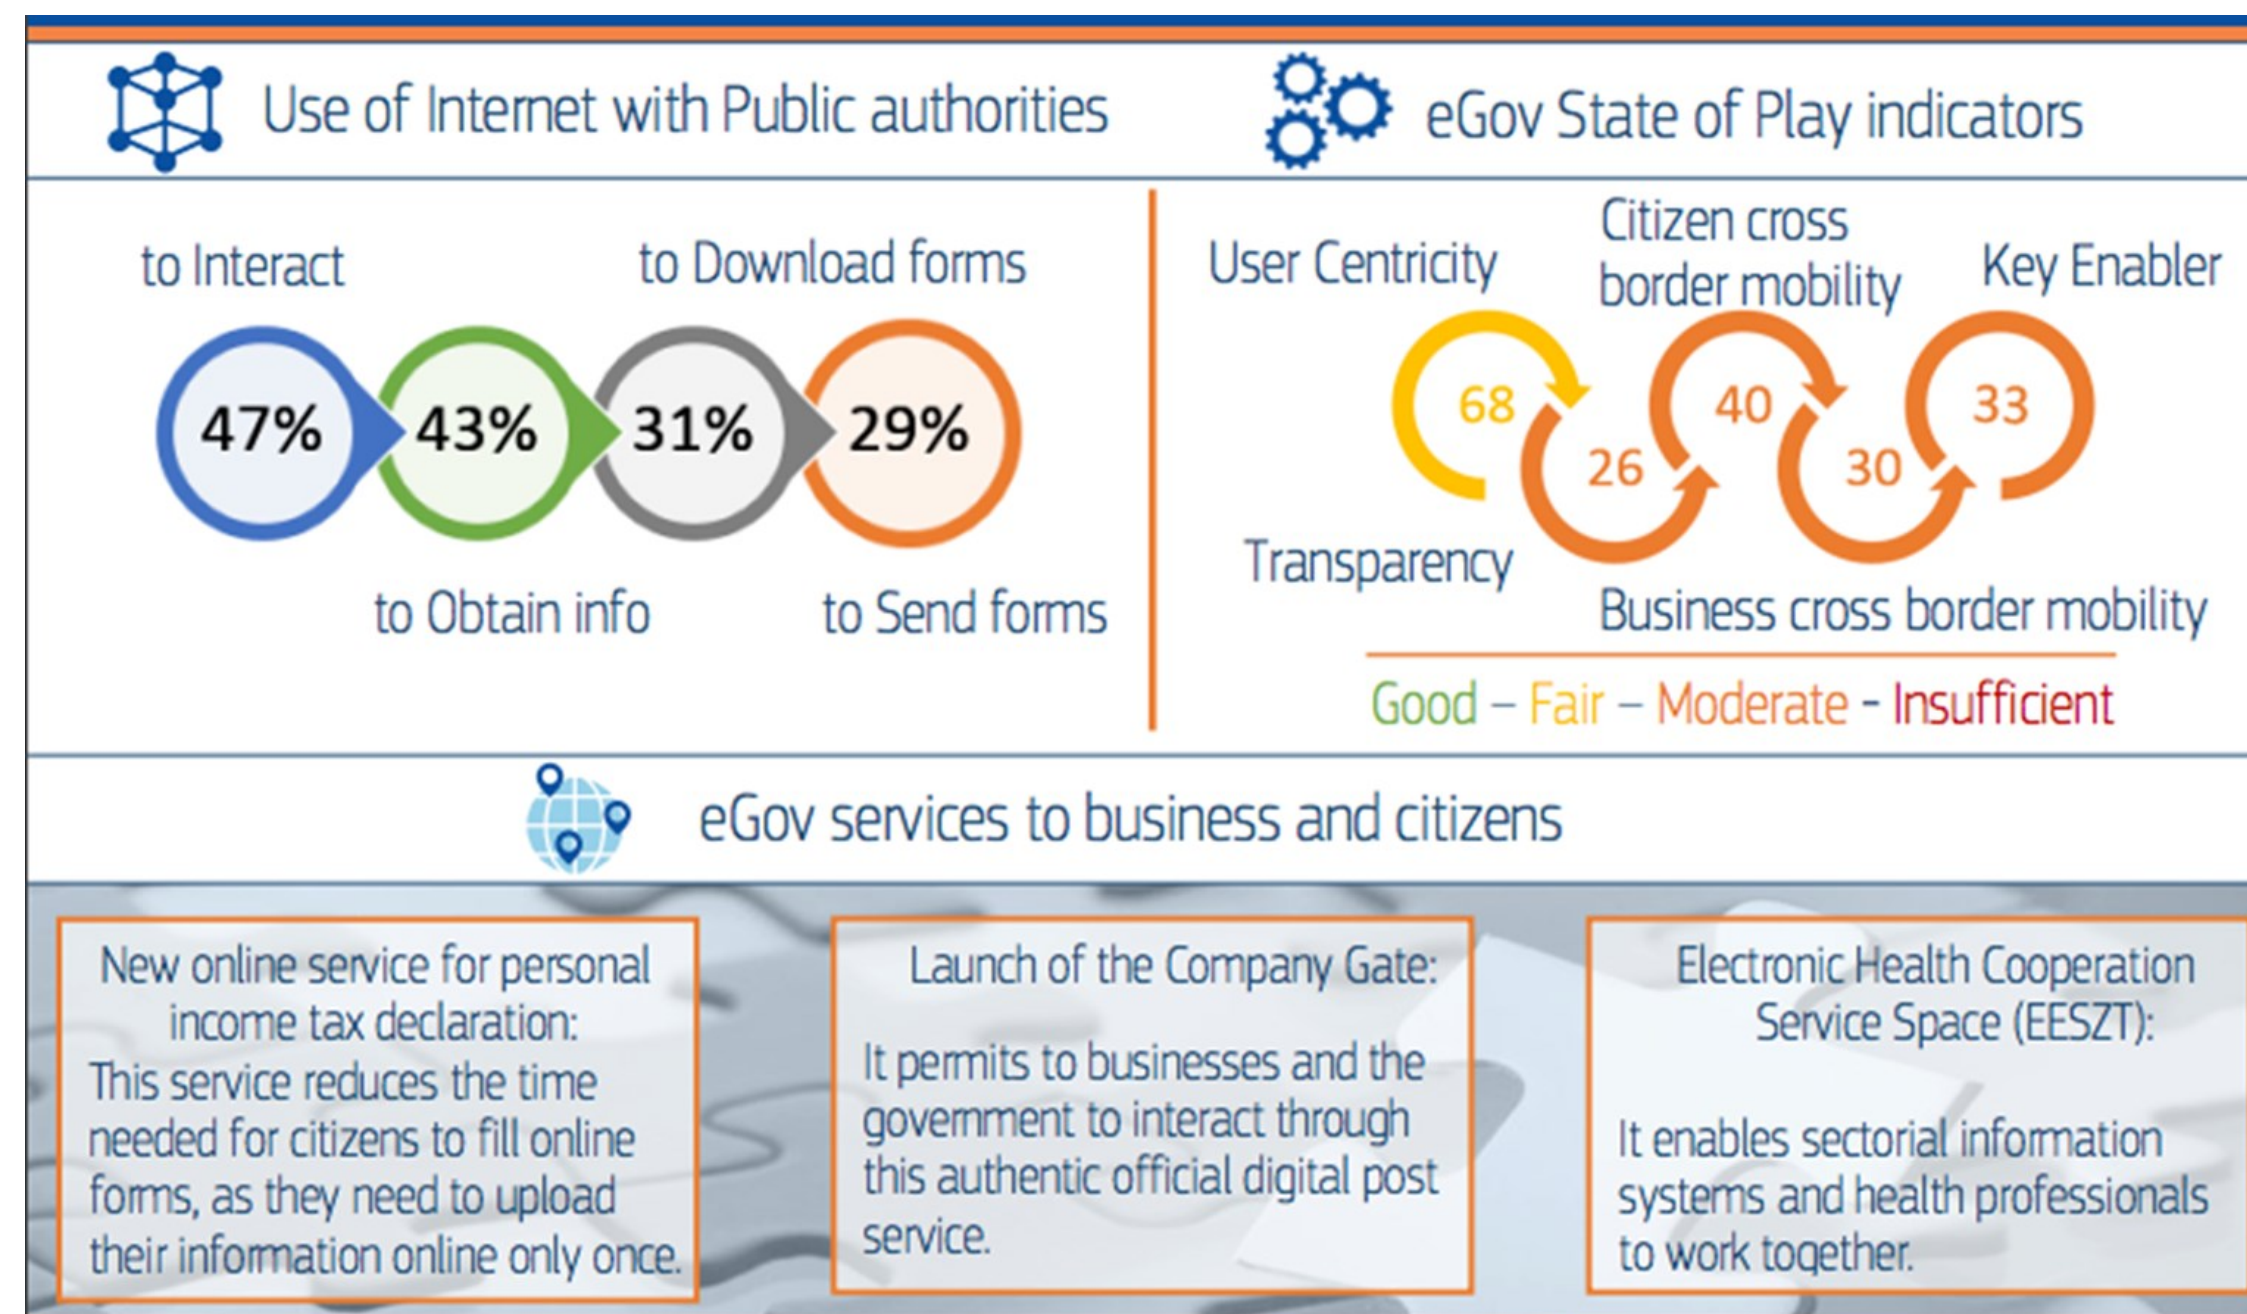 Use of Internet with Public authorities
eGov State of Play indicators
to Interact
to Download forms
47%
43%
31%
29%
to Obtain info
to Send forms
User Centricity
Citizen cross
border mobility
Key Enabler
68
26
40
30
33
Transparency
Business cross border mobility
Good – Fair – Moderate - Insufficient
eGov services to business and citizens
New online service for personal
income tax declaration:
This service reduces the time
needed for citizens to fill online
forms, as they need to upload
their information online only once.
Launch of the Company Gate:
It permits to businesses and the
government to interact through
this authentic official digital post
service.
Electronic Health Cooperation
Service Space (EESZT):
It enables sectorial information
systems and health professionals
to work together.